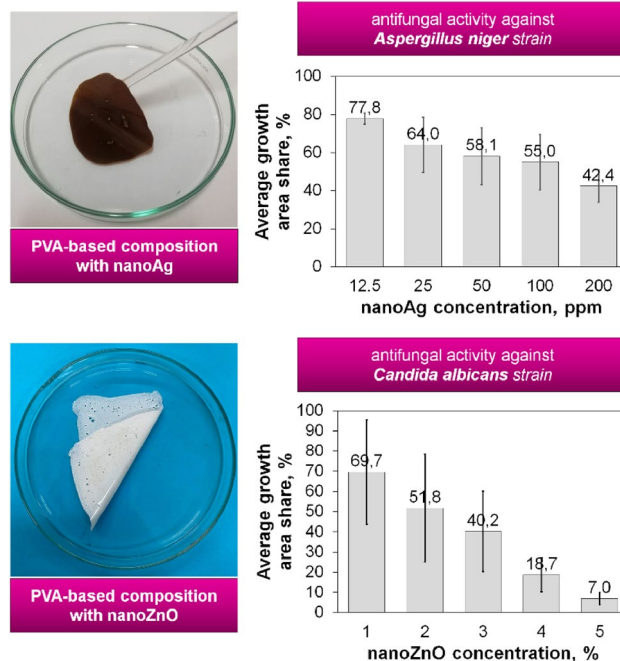 antifungal activity against
Aspergillus niger strain
Average growth
area share, %
100
80
60
40
20
0
77,8
64,0
58,1
55,0
42,4
12.5 25 50 100 200
nanoAg concentration, ppm
PVA-based composition
with nanoAg
antifungal activity against
Candida albicans strain
Average growth
area share, %
100
90
80
70
60
50
40
30
20
10
0
69,7
51,8
40,2
18,7
7,0
1 2 3 4 5
nanoZnO concentration, %
PVA-based composition
with nanoZnO